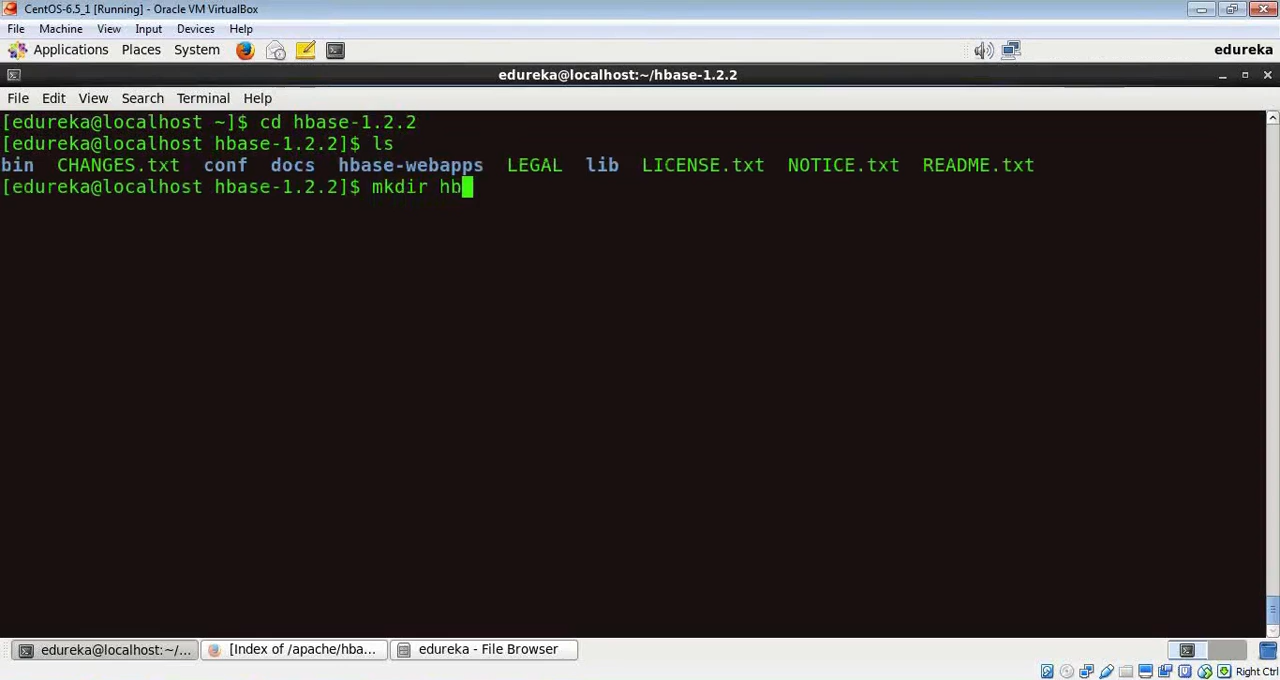 CentOS-6.5_1 [Running] - Oracle VM VirtualBox
File Machine View Input Devices Help
Applications Places System edureka
edureka@localhost:~/hbase-1.2.2
File Edit View Search Terminal Help
[edureka@localhost ~]$ cd hbase-1.2.2
[edureka@localhost hbase-1.2.2]$ ls
bin CHANGES.txt conf docs hbase-webapps LEGAL lib LICENSE.txt NOTICE.txt README.txt
[edureka@localhost hbase-1.2.2]$ mkdir hb
edureka@localhost:~/... [Index of /apache/hba... edureka - File Browser
Right Ctrl